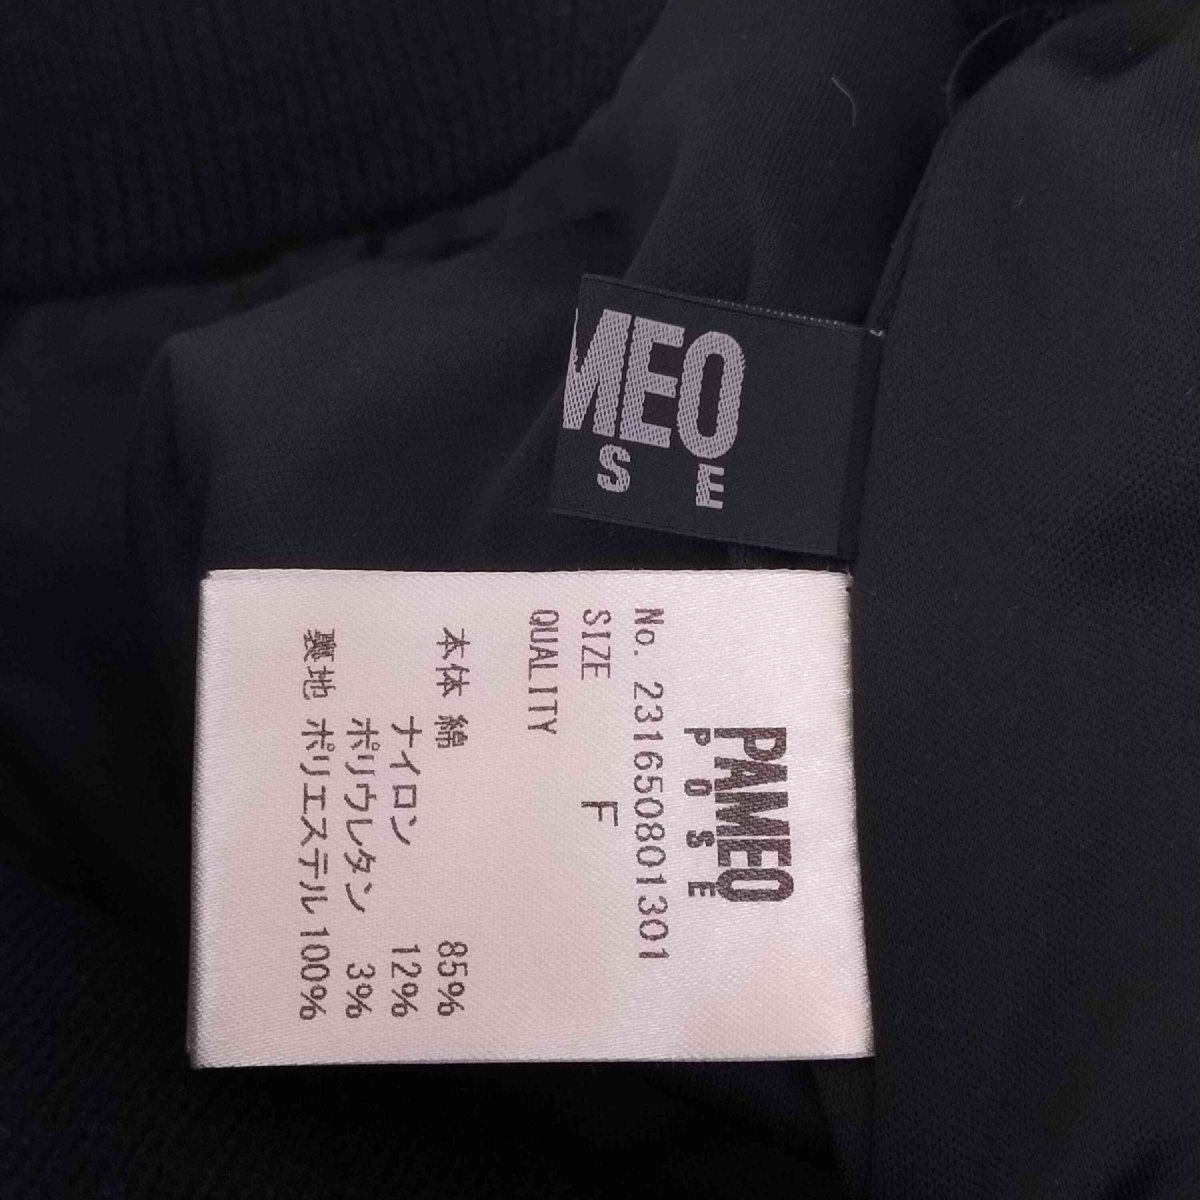 MEO
S E
PAMEO
POSE
No. 231650801301
SIZE F
QUALITY
本体 綿 85%
ナイロン 12%
ポリウレタン 3%
裏地 ポリエステル 100%